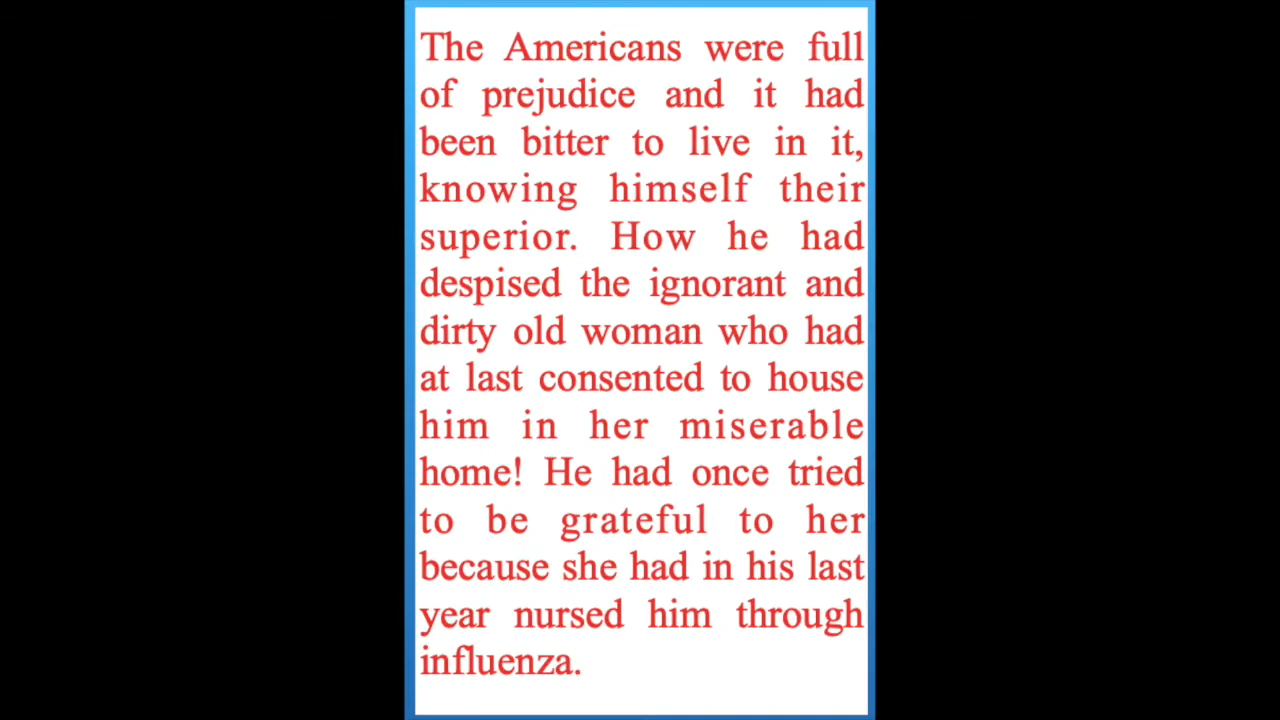 The Americans were full
of prejudice and it had
been bitter to live in it,
knowing himself their
superior. How he had
despised the ignorant and
dirty old woman who had
at last consented to house
him in her miserable
home! He had once tried
to be grateful to her
because she had in his last
year nursed him through
influenza.